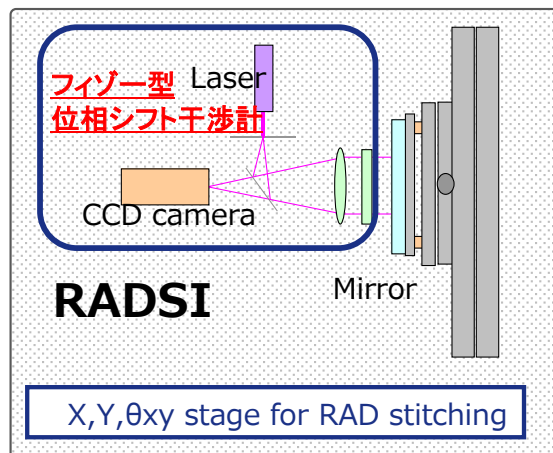 Laser
フィゾー型
位相シフト干渉計
CCD camera
RADSI
Mirror
X,Y,θxy stage for RAD stitching